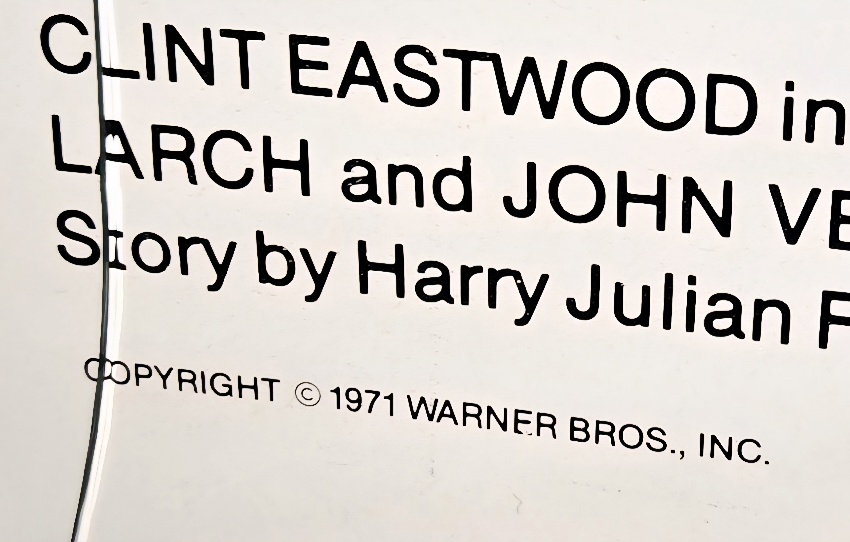 CLINT EASTWOOD in
LARCH and JOHN VE
Story by Harry Julian F
COPYRIGHT © 1971 WARNER BROS., INC.